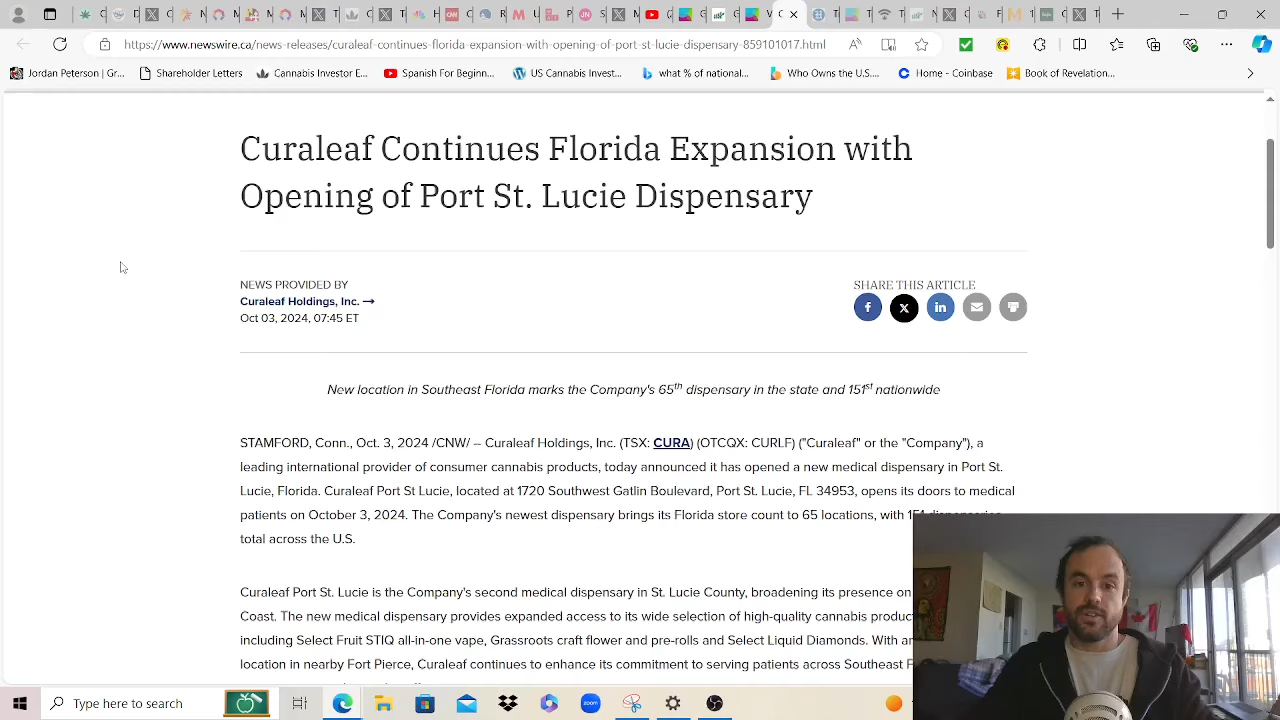 https://www.newswire.ca/news-releases/curaleaf-continues-florida-expansion-with-opening-of-port-st-lucie-dispensary-859101017.html
Jordan Peterson | Gr... Shareholder Letters Cannabis Investor E... Spanish For Beginn... US Cannabis Invest... what % of national... Who Owns the U.S.... Home - Coinbase Book of Revelation...
Curaleaf Continues Florida Expansion with
Opening of Port St. Lucie Dispensary
NEWS PROVIDED BY
Curaleaf Holdings, Inc. →
Oct 03, 2024, 07:45 ET
SHARE THIS ARTICLE
New location in Southeast Florida marks the Company's 65th dispensary in the state and 151st nationwide
STAMFORD, Conn., Oct. 3, 2024 /CNW/ – Curaleaf Holdings, Inc. (TSX: CURA) (OTCQX: CURLF) ("Curaleaf" or the "Company"), a
leading international provider of consumer cannabis products, today announced it has opened a new medical dispensary in Port St.
Lucie, Florida. Curaleaf Port St Lucie, located at 1720 Southwest Gatlin Boulevard, Port St. Lucie, FL 34953, opens its doors to medical
patients on October 3, 2024. The Company's newest dispensary brings its Florida store count to 65 locations, with
total across the U.S.
Curaleaf Port St. Lucie is the Company's second medical dispensary in St. Lucie County, broadening its presence on
Coast. The new medical dispensary provides expanded access to its wide selection of high-quality cannabis produc
including Select Fruit STIQ all-in-one vape, Grassroots craft flower and pre-rolls and Select Liquid Diamonds. With
location in nearby Fort Pierce, Curaleaf continues to enhance its commitment to serving patients across Southeast
Type here to search
zoom